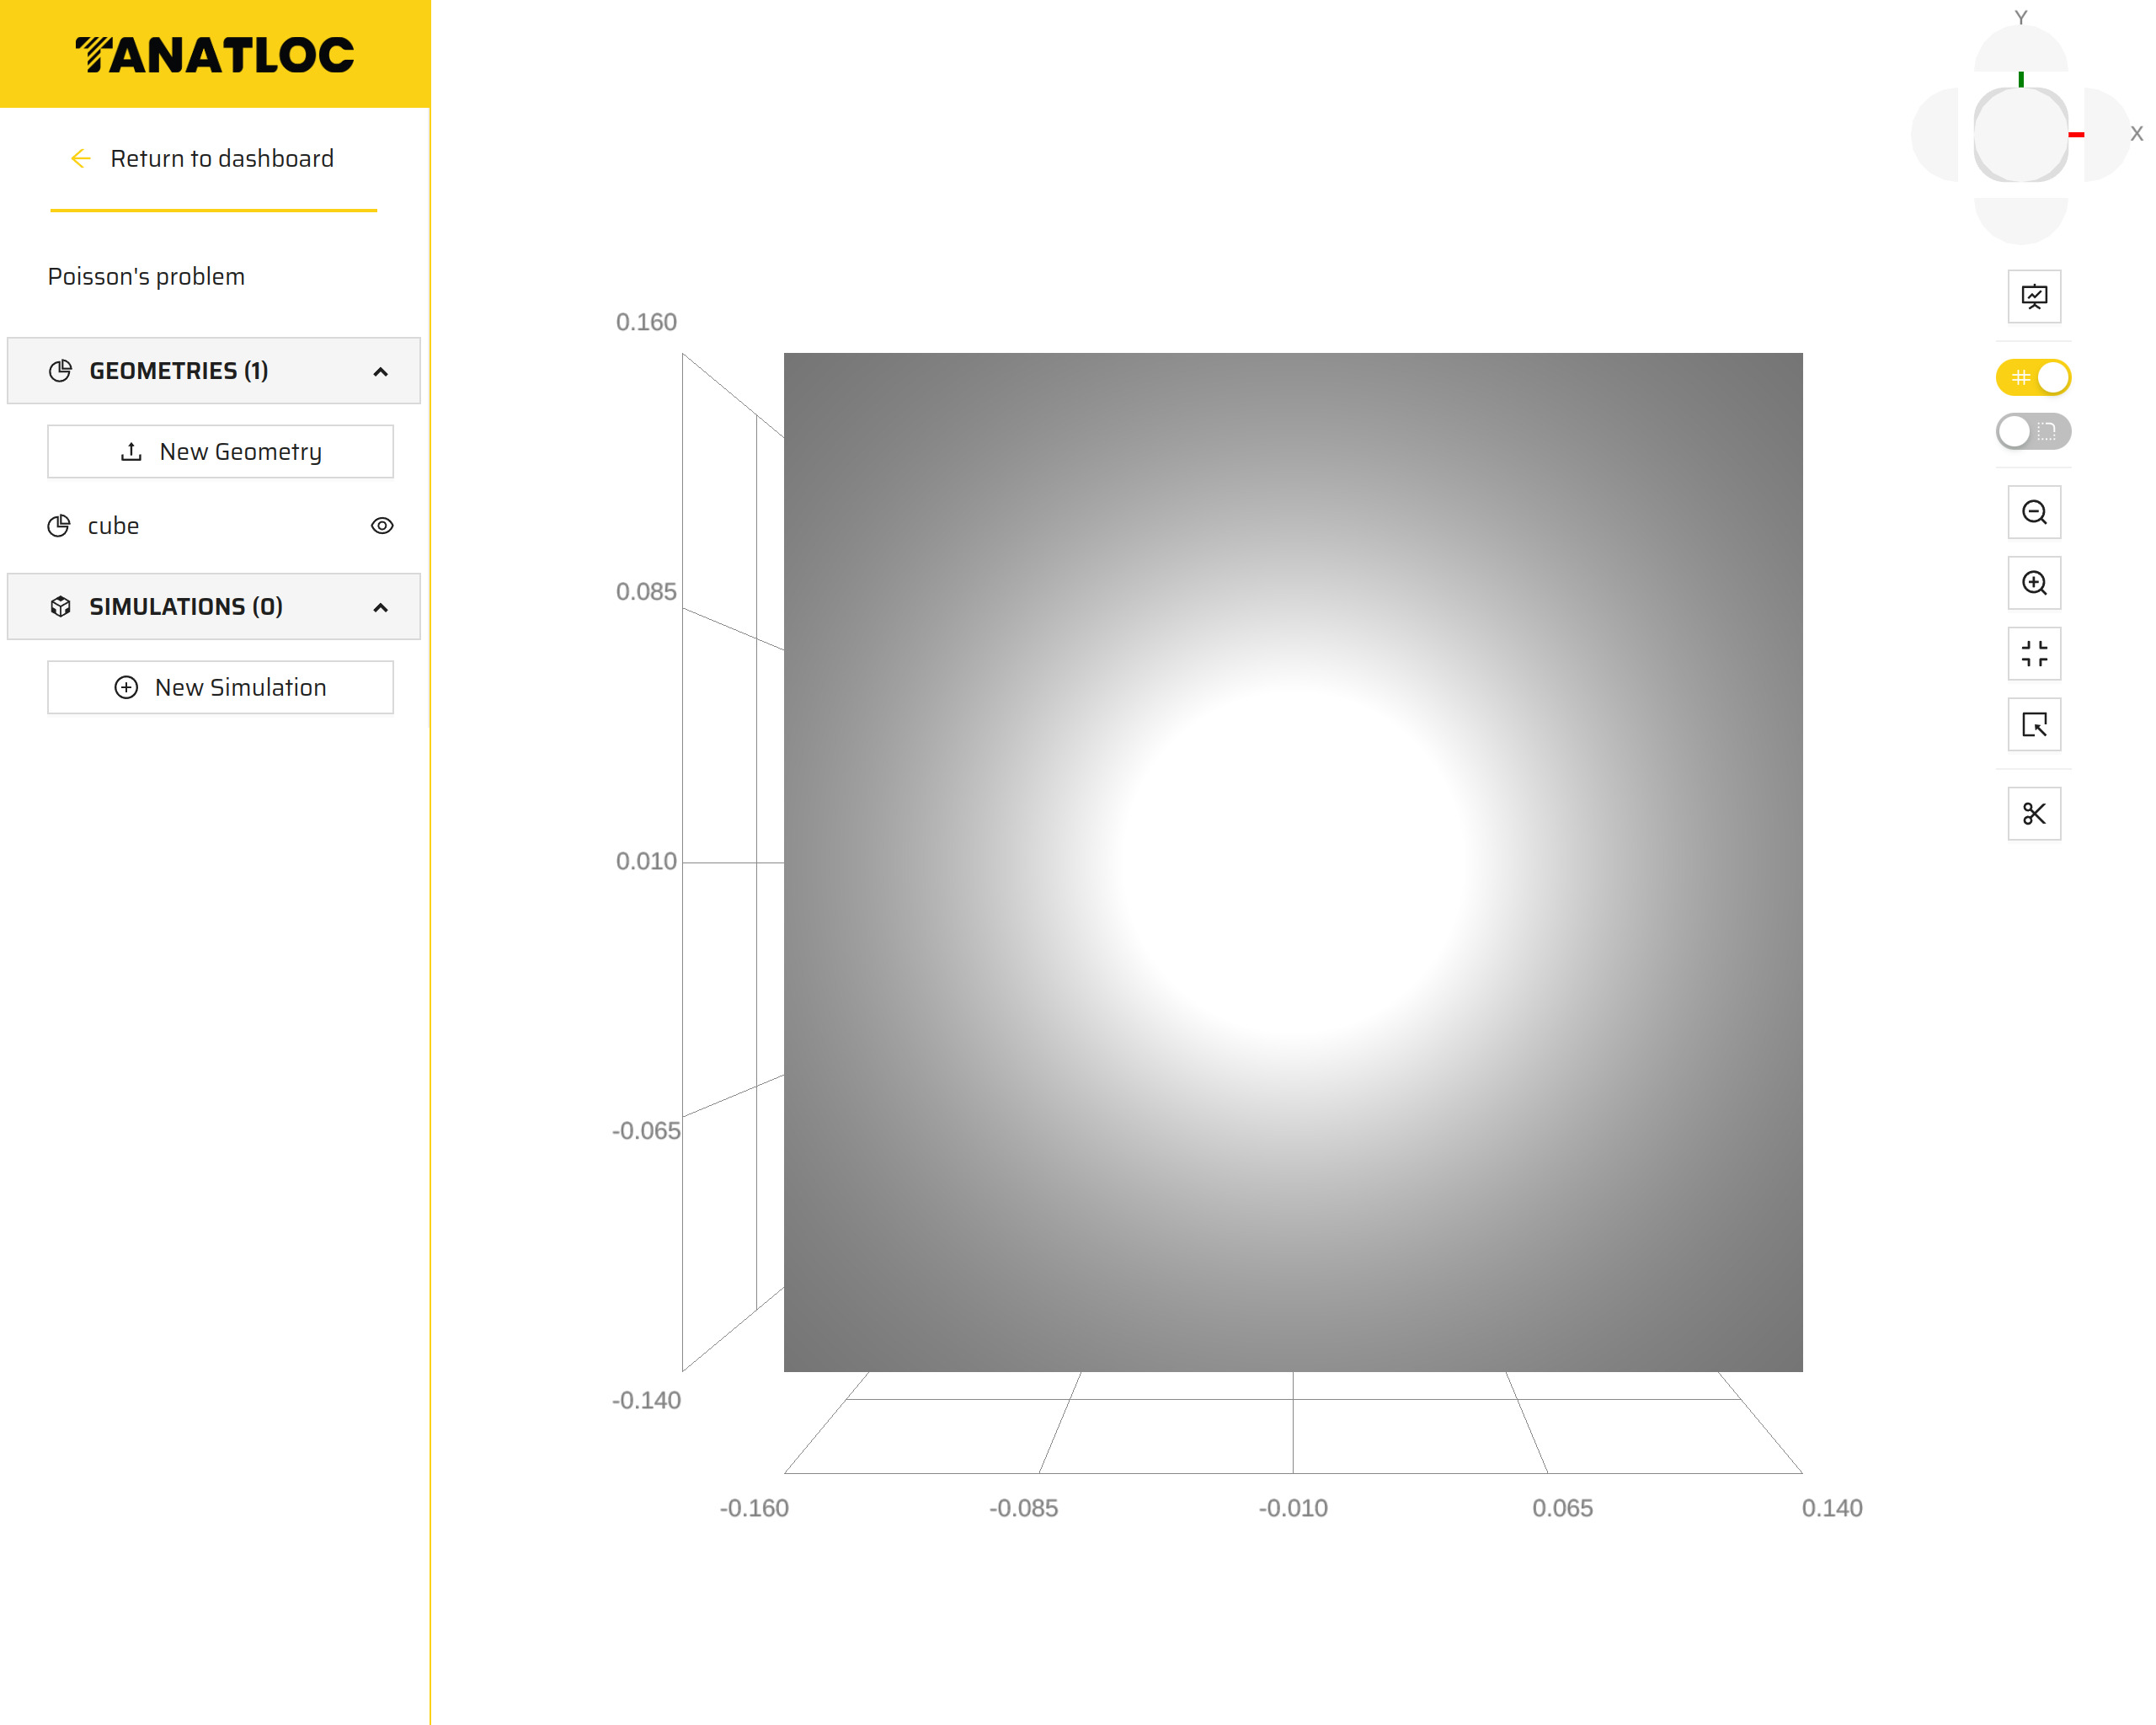 TANATLOC
Return to dashboard
Poisson's problem
GEOMETRIES (1)
New Geometry
cube
SIMULATIONS (0)
New Simulation
0.160
0.085
0.010
-0.065
-0.140
-0.160 -0.085 -0.010 0.065 0.140
Y
X